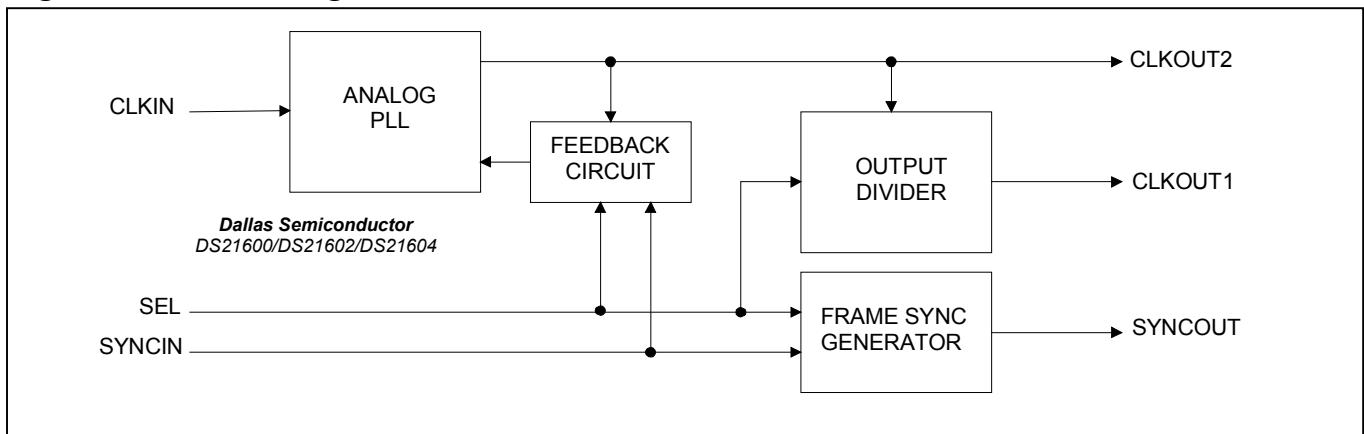 CLKIN
ANALOG
PLL
FEEDBACK
CIRCUIT
OUTPUT
DIVIDER
CLKOUT2
CLKOUT1
Dallas Semiconductor
DS21600/DS21602/DS21604
SEL
SYNCIN
FRAME SYNC
GENERATOR
SYNCOUT